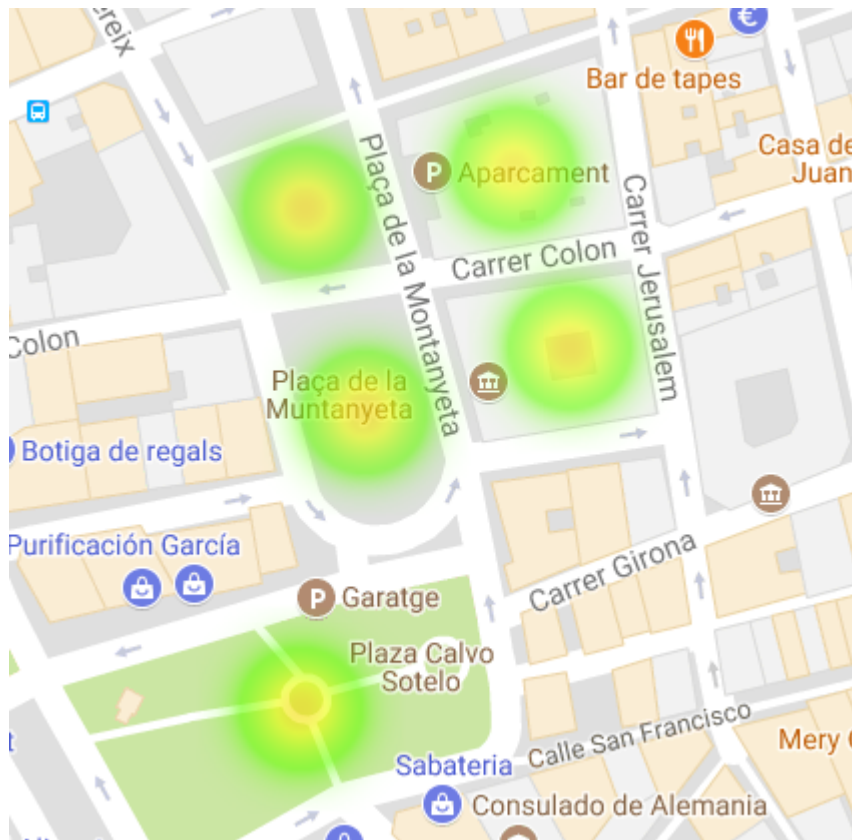 ereix
Bar de tapes
€
Casa de
Juan
Plaça de la Montanyeta
P
Aparcament
Carrer Jerusalem
Carrer Colon
Colon
Plaça de la
Muntanyeta
Botiga de regals
Purificación García
Carrer Girona
P
Garatge
Plaza Calvo
Sotelo
Calle San Francisco
Mery
Sabateria
Consulado de Alemania